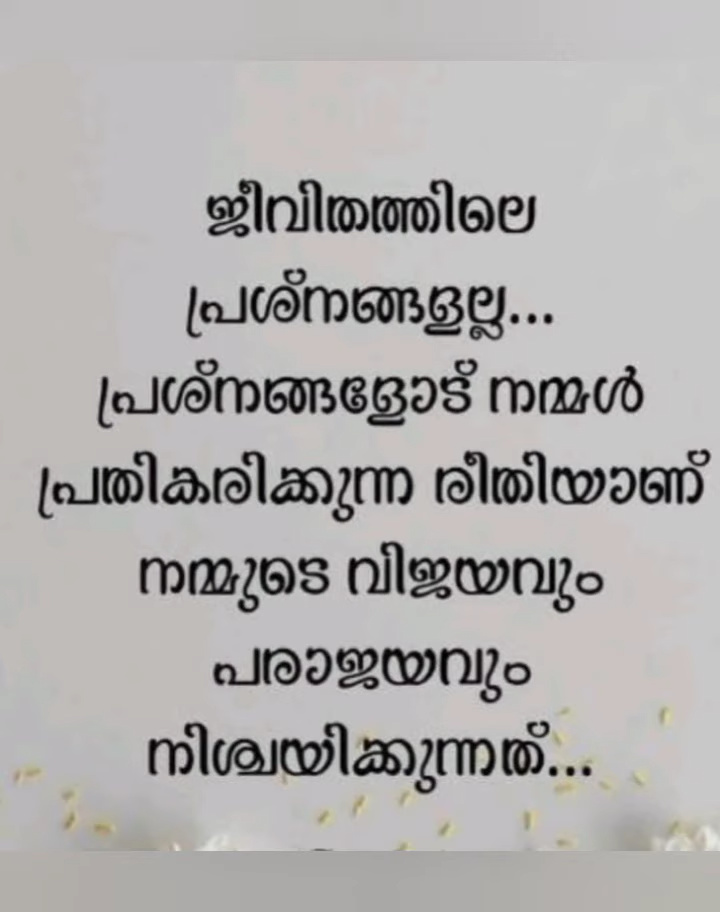 ജീവിതത്തിലെ
പ്രശ്നങ്ങളല്ല...
പ്രശ്നങ്ങളോട് നമ്മൾ
പ്രതികരിക്കുന്ന രീതിയാണ്
നമ്മുടെ വിജയവും
പരാജയവും
നിശ്ചയിക്കുന്നത്...